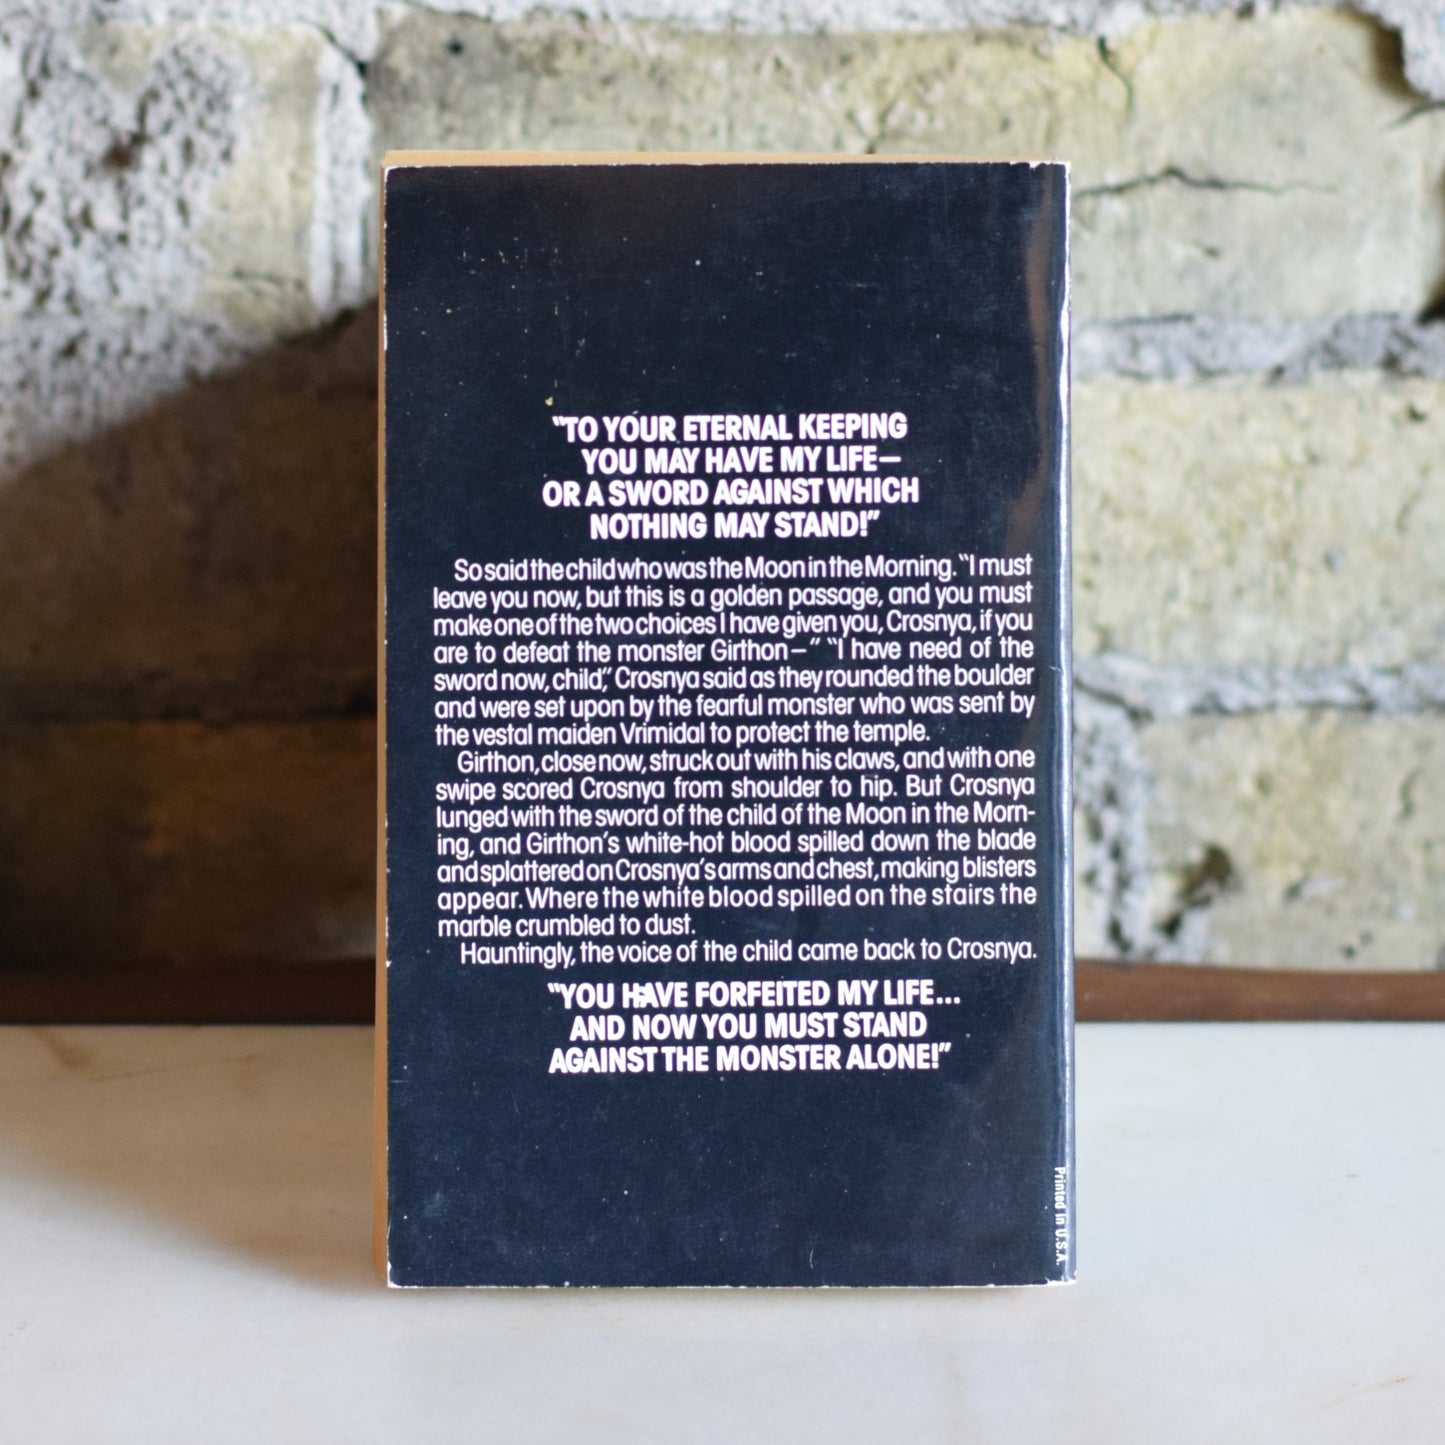 "TO YOUR ETERNAL KEEPING
YOU MAY HAVE MY LIFE—
OR A SWORD AGAINST WHICH
NOTHING MAY STAND!"
So said the child who was the Moon in the Morning. "I must
leave you now, but this is a golden passage, and you must
make one of the two choices I have given you, Crosnya, if you
are to defeat the monster Girthon—" "I have need of the
sword now, child," Crosnya said as they rounded the boulder
and were set upon by the fearful monster who was sent by
the vestal maiden Vrimidal to protect the temple.
Girthon, close now, struck out with his claws, and with one
swipe scored Crosnya from shoulder to hip. But Crosnya
lunged with the sword of the child of the Moon in the Morn-
ing, and Girthon's white-hot blood spilled down the blade
and splattered on Crosnya's arms and chest, making blisters
appear. Where the white blood spilled on the stairs the
marble crumbled to dust.
Hauntingly, the voice of the child came back to Crosnya.
"YOU HAVE FORFEITED MY LIFE...
AND NOW YOU MUST STAND
AGAINST THE MONSTER ALONE!"
Printed in U.S.A.